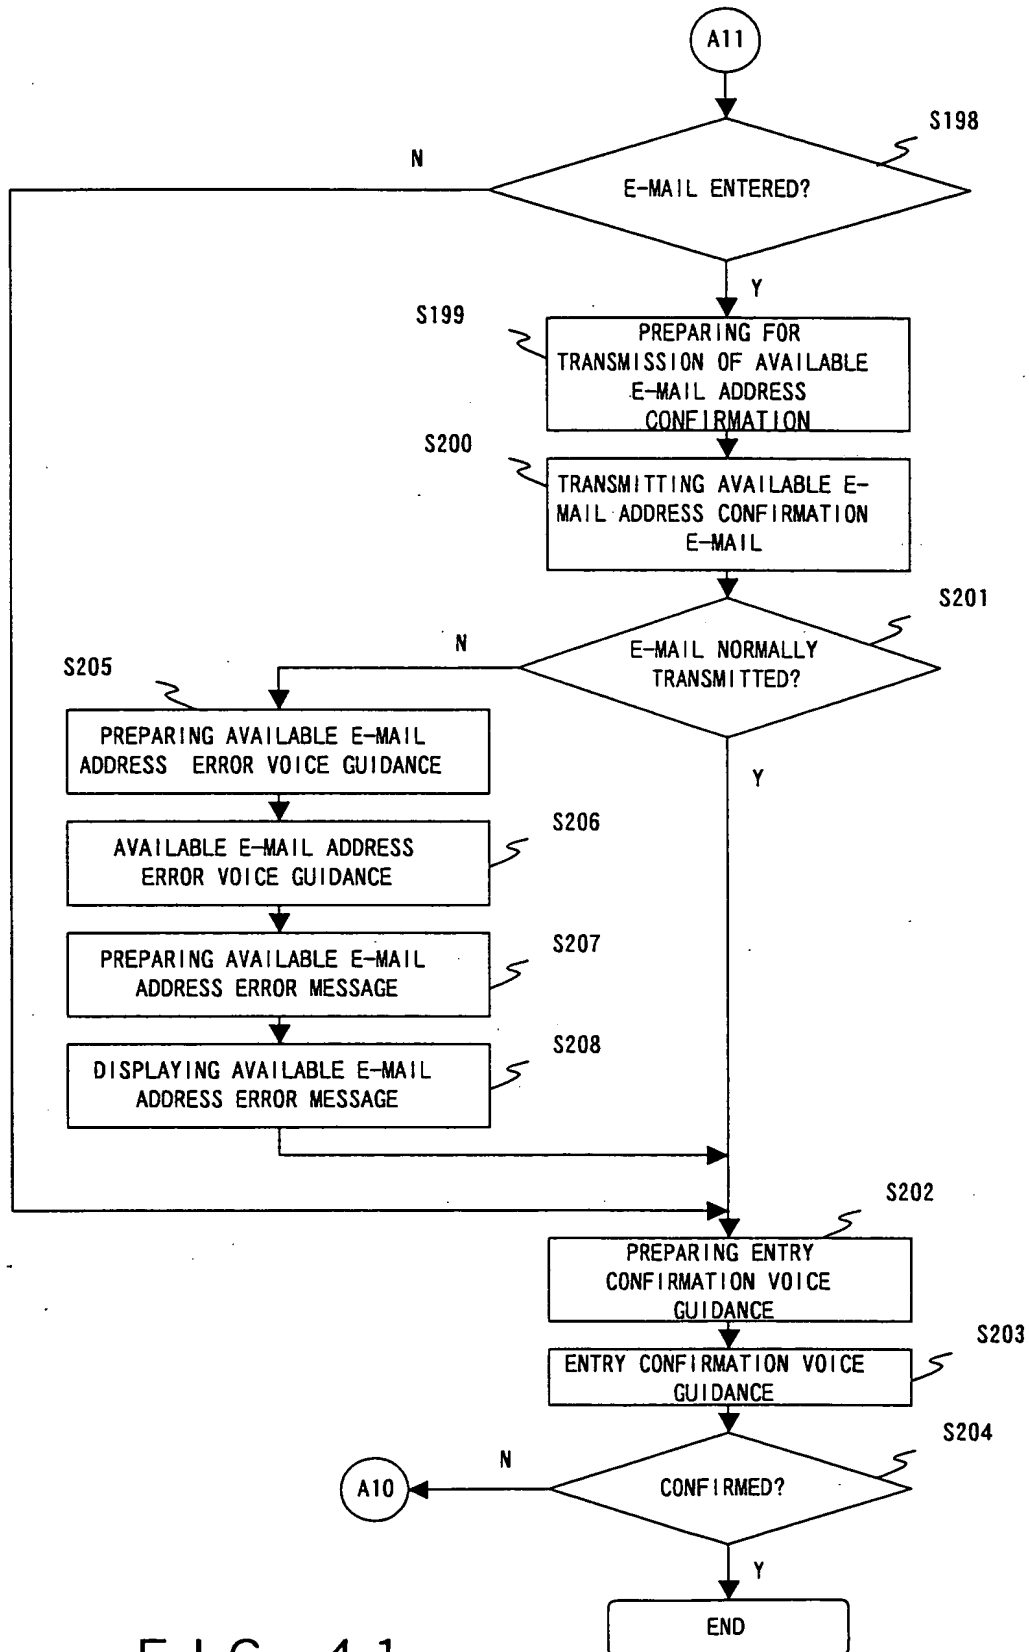 A11
S198
N
E-MAIL ENTERED?
Y
S199
PREPARING FOR
TRANSMISSION OF AVAILABLE
E-MAIL ADDRESS
CONFIRMATION
S200
TRANSMITTING AVAILABLE E-
MAIL ADDRESS CONFIRMATION
E-MAIL
S201
N
E-MAIL NORMALLY
TRANSMITTED?
S205
PREPARING AVAILABLE E-MAIL
ADDRESS ERROR VOICE GUIDANCE
Y
S206
AVAILABLE E-MAIL ADDRESS
ERROR VOICE GUIDANCE
S207
PREPARING AVAILABLE E-MAIL
ADDRESS ERROR MESSAGE
S208
DISPLAYING AVAILABLE E-MAIL
ADDRESS ERROR MESSAGE
S202
PREPARING ENTRY
CONFIRMATION VOICE
GUIDANCE
S203
ENTRY CONFIRMATION VOICE
GUIDANCE
S204
N
A10
CONFIRMED?
Y
END
FIG. 41